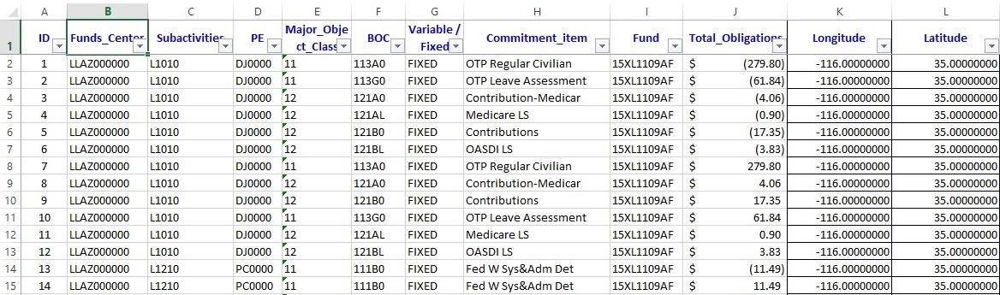 A B C D E F G H I J K L
1 ID Funds_Center Subactivities PE Major_Obje ct_Class BOC Variable / Fixed Commitment_item Fund Total_Obligations Longitude Latitude
2 1 LLAZ000000 L1010 DJ0000 11 113A0 FIXED OTP Regular Civilian 15XL1109AF $ (279.80) -116.00000000 35.00000000
3 2 LLAZ000000 L1010 DJ0000 11 113G0 FIXED OTP Leave Assessment 15XL1109AF $ (61.84) -116.00000000 35.00000000
4 3 LLAZ000000 L1010 DJ0000 12 121A0 FIXED Contribution-Medicar 15XL1109AF $ (4.06) -116.00000000 35.00000000
5 4 LLAZ000000 L1010 DJ0000 12 121AL FIXED Medicare LS 15XL1109AF $ (0.90) -116.00000000 35.00000000
6 5 LLAZ000000 L1010 DJ0000 12 121B0 FIXED Contributions 15XL1109AF $ (17.35) -116.00000000 35.00000000
7 6 LLAZ000000 L1010 DJ0000 12 121BL FIXED OASDI LS 15XL1109AF $ (3.83) -116.00000000 35.00000000
8 7 LLAZ000000 L1010 DJ0000 11 113A0 FIXED OTP Regular Civilian 15XL1109AF $ 279.80 -116.00000000 35.00000000
9 8 LLAZ000000 L1010 DJ0000 12 121A0 FIXED Contribution-Medicar 15XL1109AF $ 4.06 -116.00000000 35.00000000
10 9 LLAZ000000 L1010 DJ0000 12 121B0 FIXED Contributions 15XL1109AF $ 17.35 -116.00000000 35.00000000
11 10 LLAZ000000 L1010 DJ0000 11 113G0 FIXED OTP Leave Assessment 15XL1109AF $ 61.84 -116.00000000 35.00000000
12 11 LLAZ000000 L1010 DJ0000 12 121AL FIXED Medicare LS 15XL1109AF $ 0.90 -116.00000000 35.00000000
13 12 LLAZ000000 L1010 DJ0000 12 121BL FIXED OASDI LS 15XL1109AF $ 3.83 -116.00000000 35.00000000
14 13 LLAZ000000 L1210 PC0000 11 111B0 FIXED Fed W Sys&Adm Det 15XL1109AF $ (11.49) -116.00000000 35.00000000
15 14 LLAZ000000 L1210 PC0000 11 111B0 FIXED Fed W Sys&Adm Det 15XL1109AF $ 11.49 -116.00000000 35.00000000